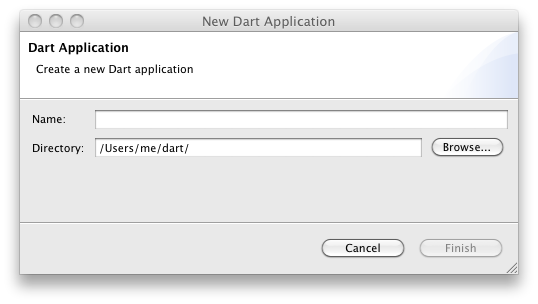 New Dart Application
Dart Application
Create a new Dart application
Name:
Directory: /Users/me/dart/ Browse...
Cancel Finish